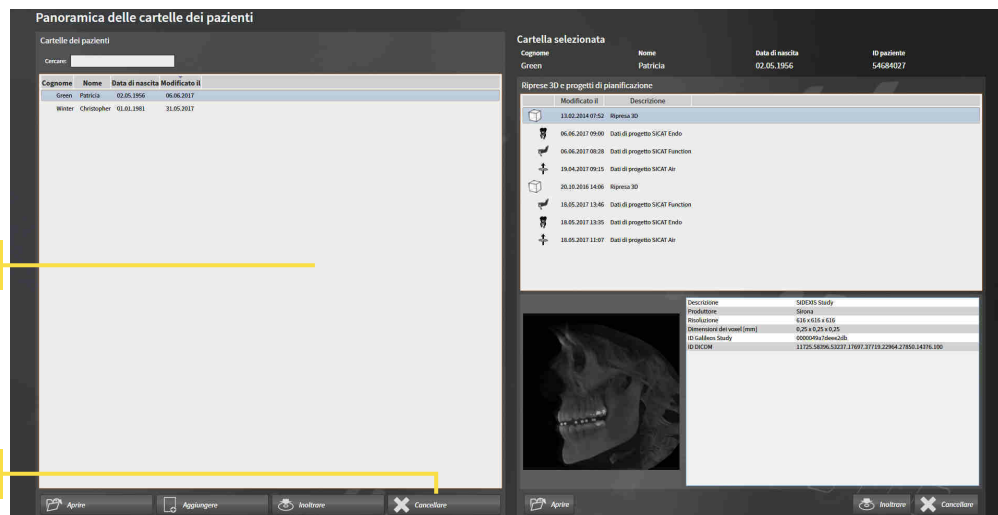 Panoramica delle cartelle dei pazienti
Cartelle dei pazienti
Cercare:
Cognome Nome Data di nascita Modificato il
Green Patricia 02.05.1956 06.06.2017
Winter Christopher 01.01.1981 31.05.2017
Aprire Aggiungere Inoltrare Cancellare
Cartella selezionata
Cognome Nome Data di nascita ID paziente
Green Patricia 02.05.1956 54684027
Riprese 3D e progetti di pianificazione
Modificato il Descrizione
13.02.2014 07:52 Ripresa 3D
06.06.2017 09:00 Dati di progetto SICAT Endo
06.06.2017 08:28 Dati di progetto SICAT Function
19.04.2017 09:15 Dati di progetto SICAT Air
20.10.2016 14:06 Ripresa 3D
16.05.2017 13:46 Dati di progetto SICAT Function
18.05.2017 13:35 Dati di progetto SICAT Endo
18.05.2017 11:07 Dati di progetto SICAT Air
Descrizione SIDEXIS Study
Produttore Sirona
Risoluzione 616 x 616 x 616
Dimensioni dei voxel [mm] 0,25 x 0,25 x 0,25
ID Galileos Study 0000049a7deee2db
ID DICOM 11725.58396.53237.17697.37719.22964.27850.14376.100
Aprire Inoltrare Cancellare